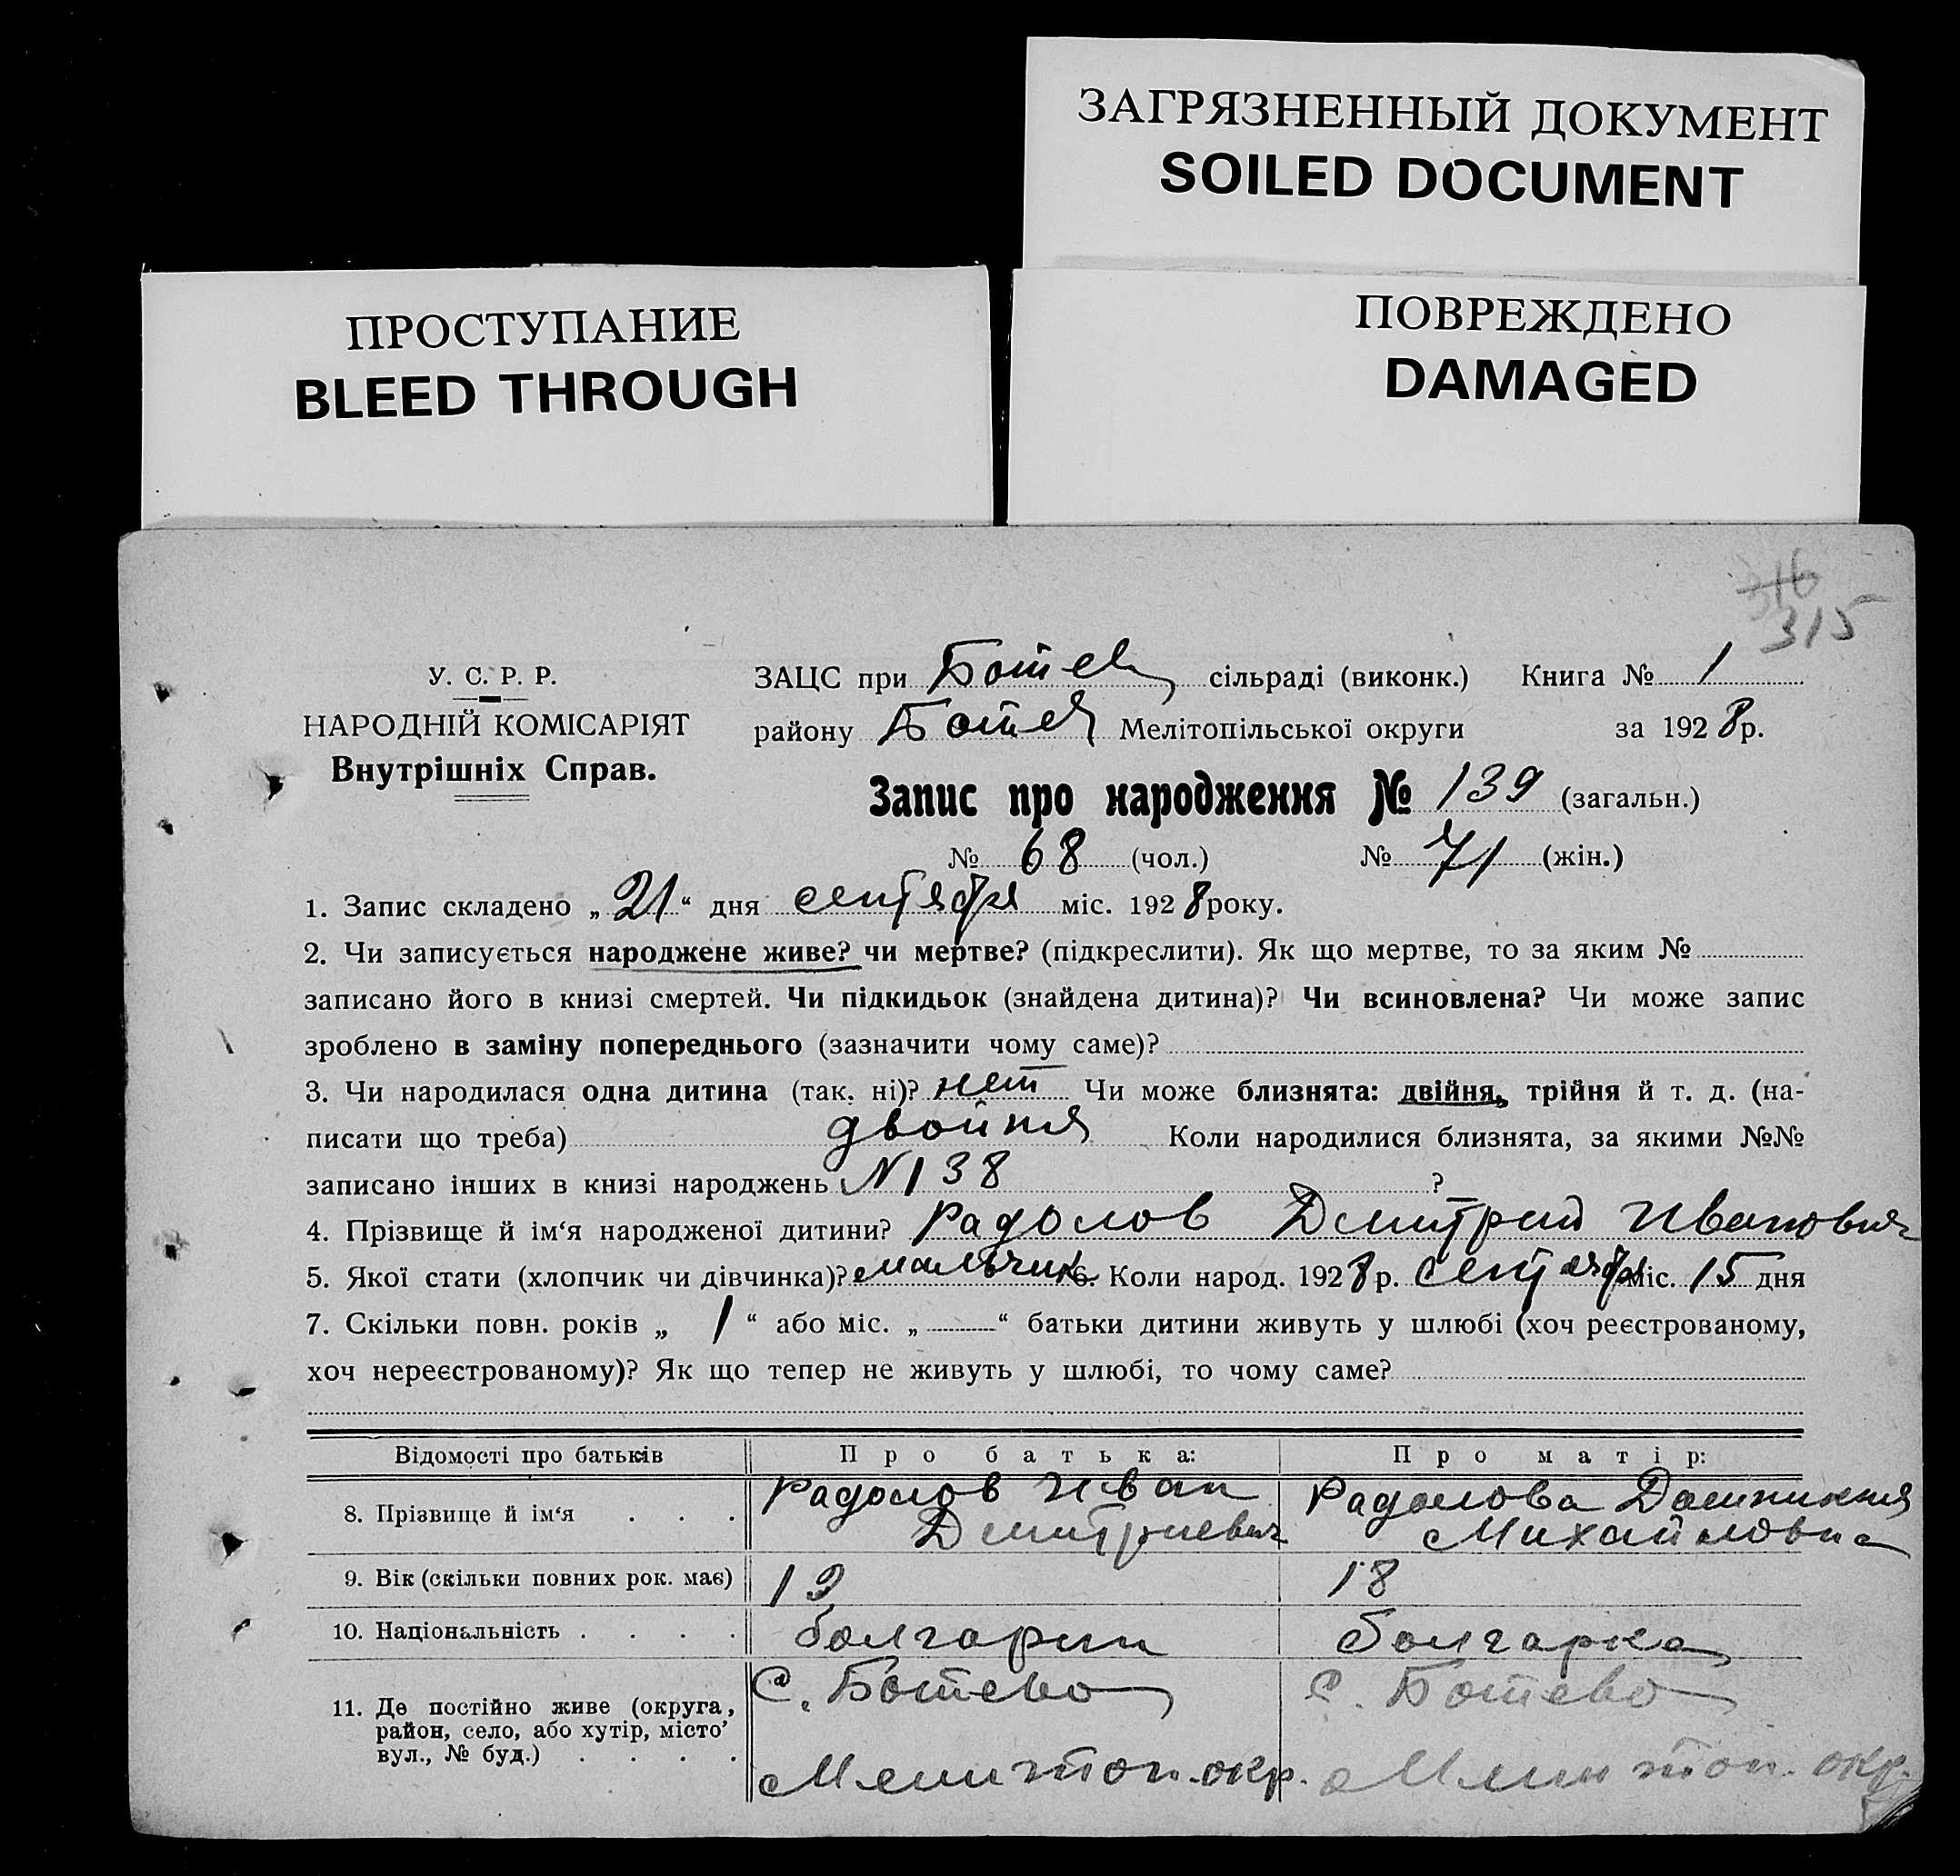 ЗАГРЯЗНЕННЫЙ ДОКУМЕНТ
SOILED DOCUMENT
ПРОСТУПАНИЕ
BLEED THROUGH
ПОВРЕЖДЕНО
DAMAGED
316
315
У. С. Р. Р.
НАРОДНІЙ КОМІСАРІЯТ
Внутрішніх Справ.
ЗАЦС при Ботев сільраді (виконк.) Книга № 1
району Ботев Мелітопільської округи за 1928р.
Запис про народження № 139 (загальн.)
№ 68 (чол.) № 71 (жін.)
1. Запис складено „21“ дня сентября міс. 1928 року.
2. Чи записується народжене живе? чи мертве? (підкреслити). Як що мертве, то за яким №
записано його в книзі смертей. Чи підкидьок (знайдена дитина)? Чи всиновлена? Чи може запис
зроблено в заміну попереднього (зазначити чому саме)?
3. Чи народилася одна дитина (так, ні)? нет Чи може близнята: двійня, трійня й т. д. (на-
писати що треба) двойня Коли народилися близнята, за якими №№
записано інших в книзі народжень N 138 ?
4. Прізвище й ім‘я народженої дитини? Радолов Дмитрий Иванович
5. Якої стати (хлопчик чи дівчинка)? мальчик 6. Коли народ. 1928 р. сентября міс. 15 дня
7. Скільки повн. років „ 1 “ або міс. „ “ батьки дитини живуть у шлюбі (хоч реєстрованому,
хоч нереєстрованому)? Як що тепер не живуть у шлюбі, то чому саме?
Відомості про батьків Про батька: Про матір:
8. Прізвище й ім‘я . . . Радолов Иван Дмитриевич Радолова Михайловна
9. Вік (скільки повних рок. має) 19 18
10. Національність . . . . болгарин болгарка
11. Де постійно живе (округа, район, село, або хутір, місто, вул., № буд.) . . . . С. Ботево Мелитоп. окр. С. Ботево Мелитоп. окр.